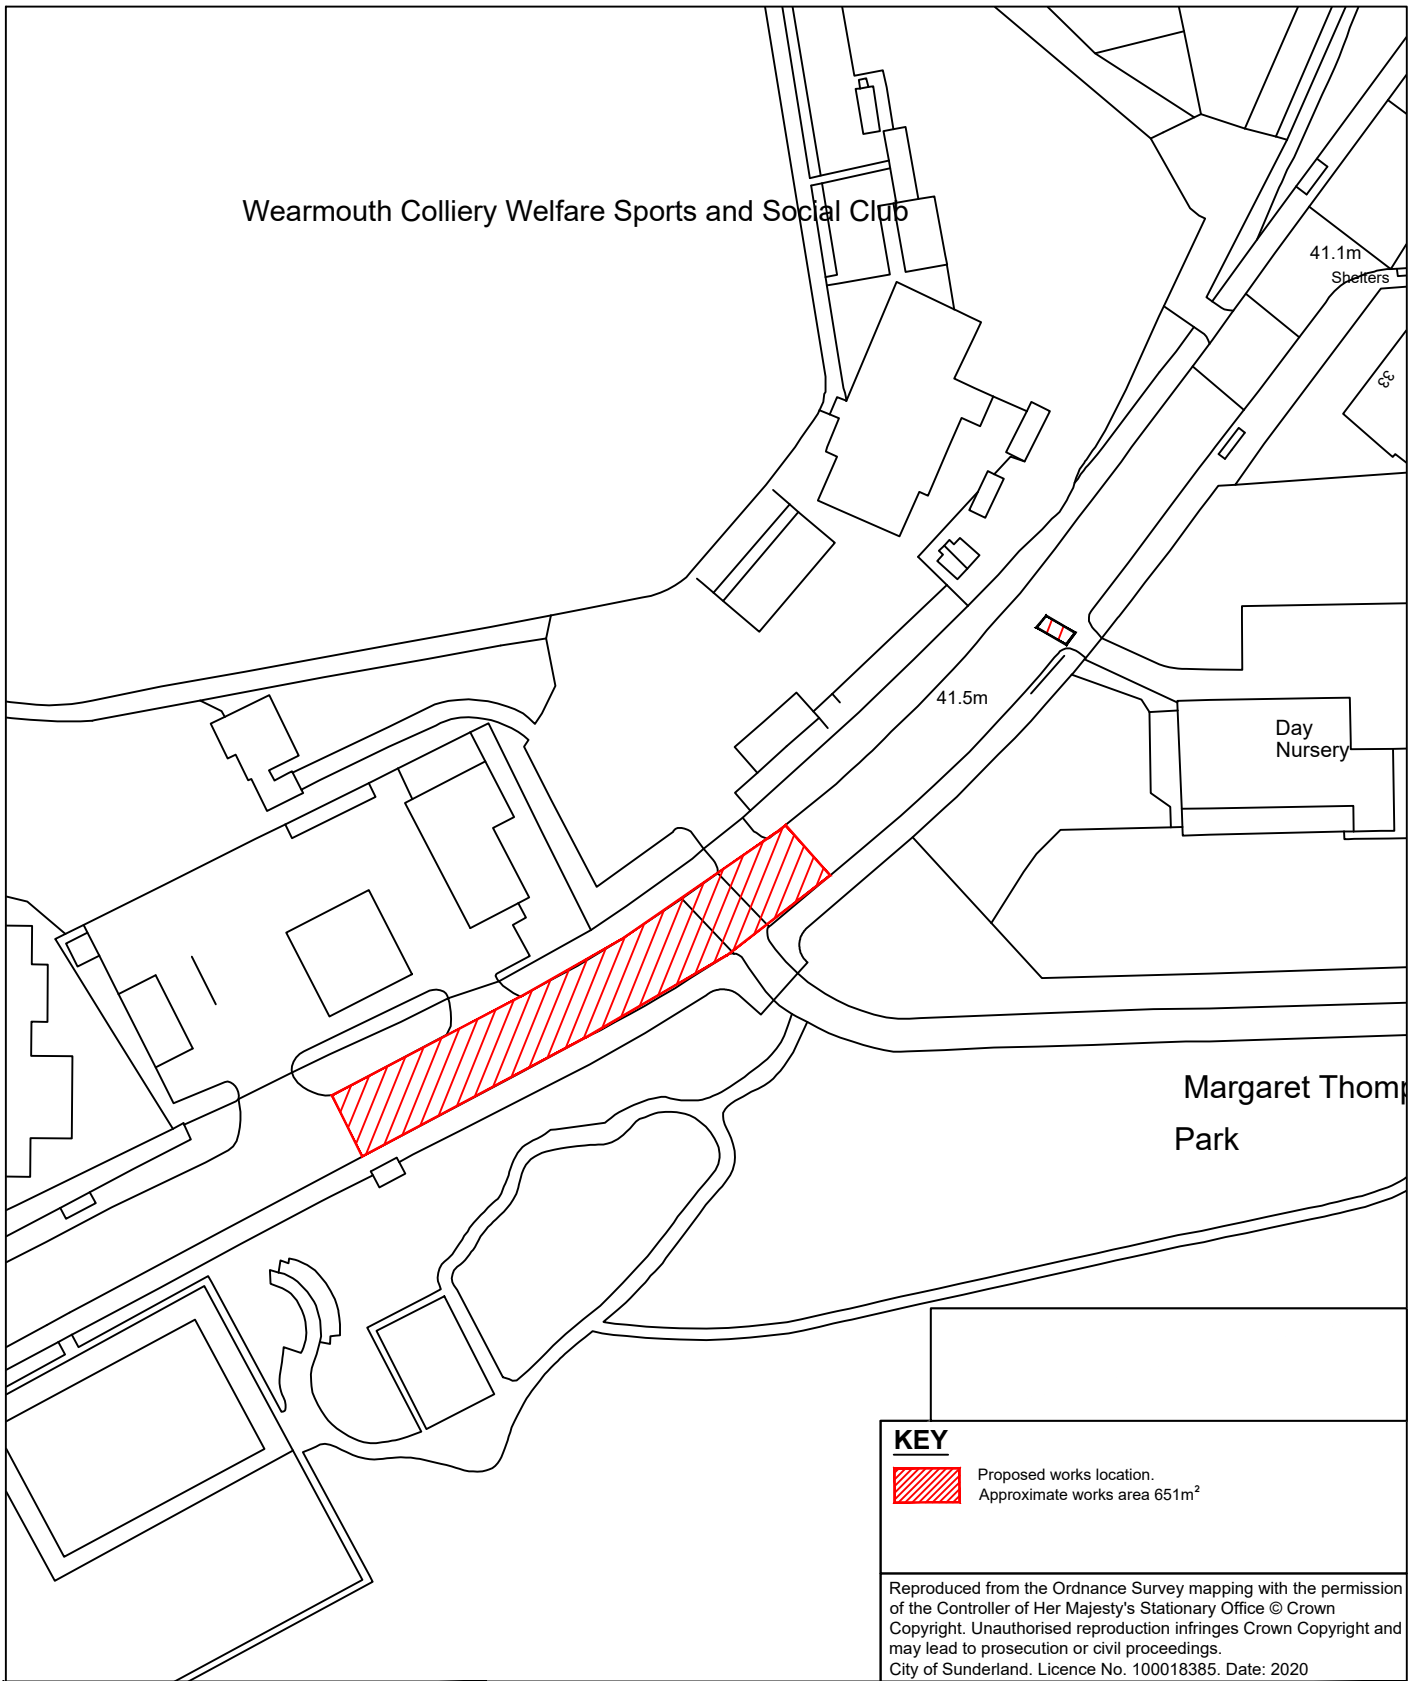 Wearmouth Colliery Welfare Sports and Social Club
41.1m
Shelters
33
41.5m
Day
Nursery
Margaret Thomp
Park
KEY
Proposed works location.
Approximate works area 651m²
Reproduced from the Ordnance Survey mapping with the permission
of the Controller of Her Majesty's Stationary Office © Crown
Copyright. Unauthorised reproduction infringes Crown Copyright and
may lead to prosecution or civil proceedings.
City of Sunderland. Licence No. 100018385. Date: 2020